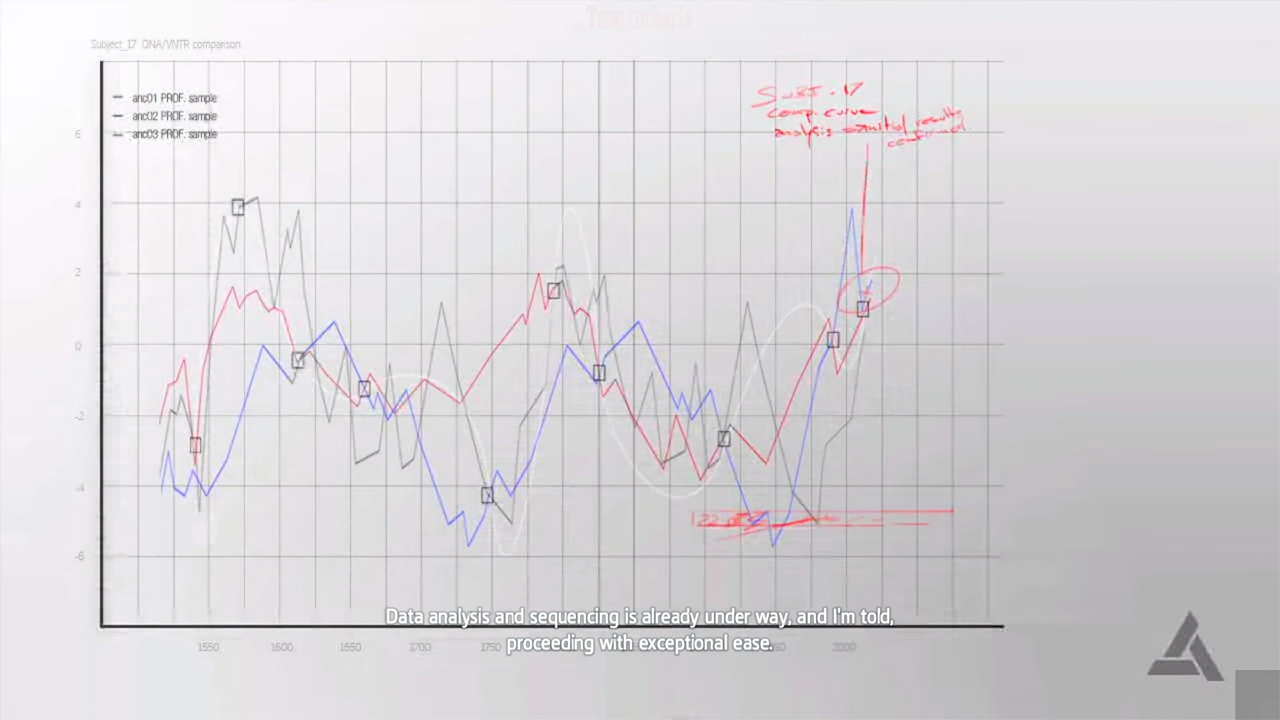 Subject_17 DNA/VNTR comparison
anc01 PROF. sample
anc02 PROF. sample
anc03 PROF. sample
SUBJ. 17
comp. curve
analysis initial results
confirmed
6
4
2
0
-2
-4
-6
Data analysis and sequencing is already under way, and I'm told,
proceeding with exceptional ease.
1550 1600 1650 1700 1750 2000